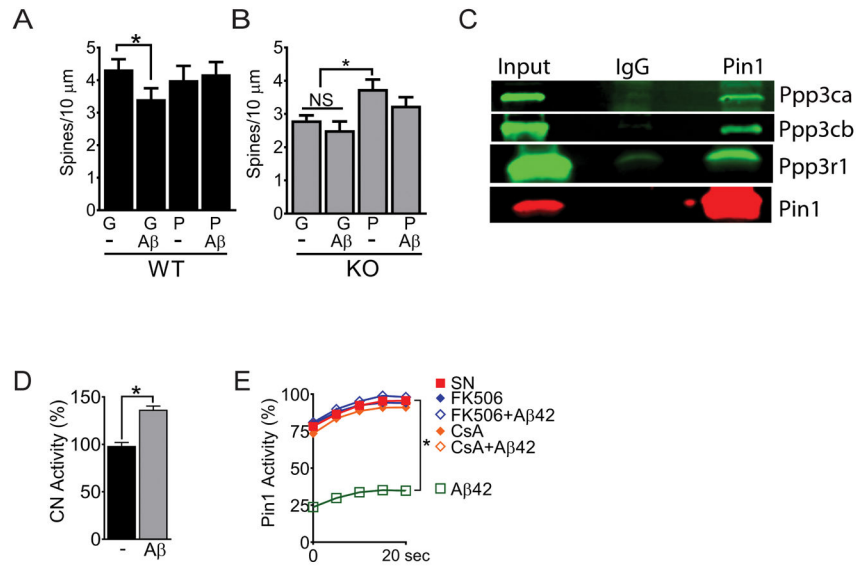 A
Spines/10 µm
5
4
3
2
1
0
*
G G P P
- Aβ - Aβ
WT
B
Spines/10 µm
5
4
3
2
1
0
*
NS
G G P P
- Aβ - Aβ
KO
C
Input IgG Pin1
Ppp3ca
Ppp3cb
Ppp3r1
Pin1
D
CN Activity (%)
150
100
50
0
*
- Aβ
E
Pin1 Activity (%)
100
75
50
25
0
0 20 sec
*
SN
FK506
FK506+Aβ42
CsA
CsA+Aβ42
Aβ42